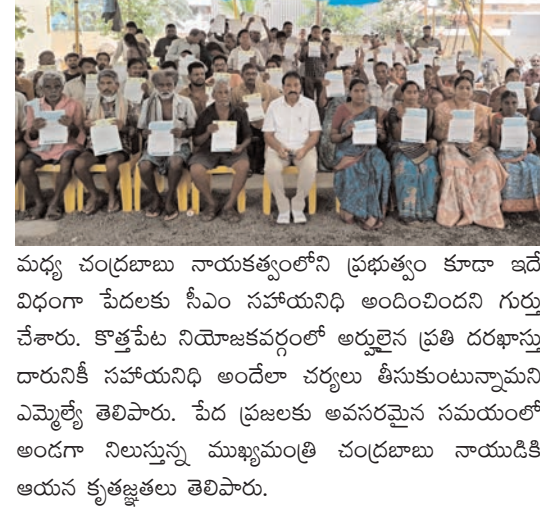 మధ్య చంద్రబాబు నాయకత్వంలోని ప్రభుత్వం కూడా ఇదే
విధంగా పేదలకు సీఎం సహాయనిధి అందించిందని గుర్తు
చేశారు. కొత్తపేట నియోజకవర్గంలో అర్హులైన ప్రతి దరఖాస్తు
దారునికీ సహాయనిధి అందేలా చర్యలు తీసుకుంటున్నామని
ఎమ్మెల్యే తెలిపారు. పేద ప్రజలకు అవసరమైన సమయంలో
అండగా నిలుస్తున్న ముఖ్యమంత్రి చంద్రబాబు నాయుడికి
ఆయన కృతజ్ఞతలు తెలిపారు.